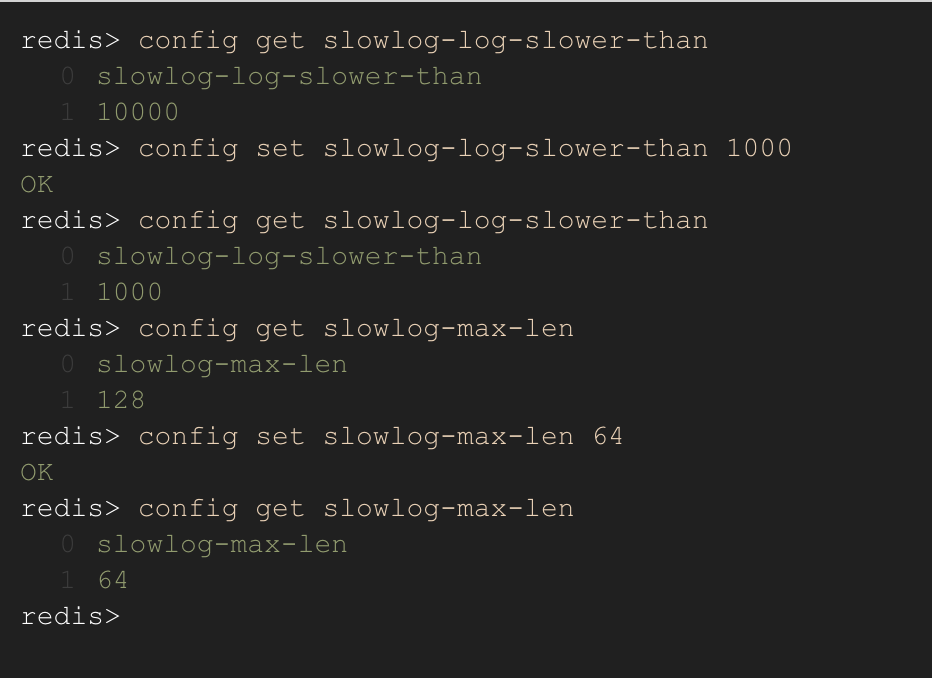 redis> config get slowlog-log-slower-than
0 slowlog-log-slower-than
1 10000
redis> config set slowlog-log-slower-than 1000
OK
redis> config get slowlog-log-slower-than
0 slowlog-log-slower-than
1 1000
redis> config get slowlog-max-len
0 slowlog-max-len
1 128
redis> config set slowlog-max-len 64
OK
redis> config get slowlog-max-len
0 slowlog-max-len
1 64
redis>